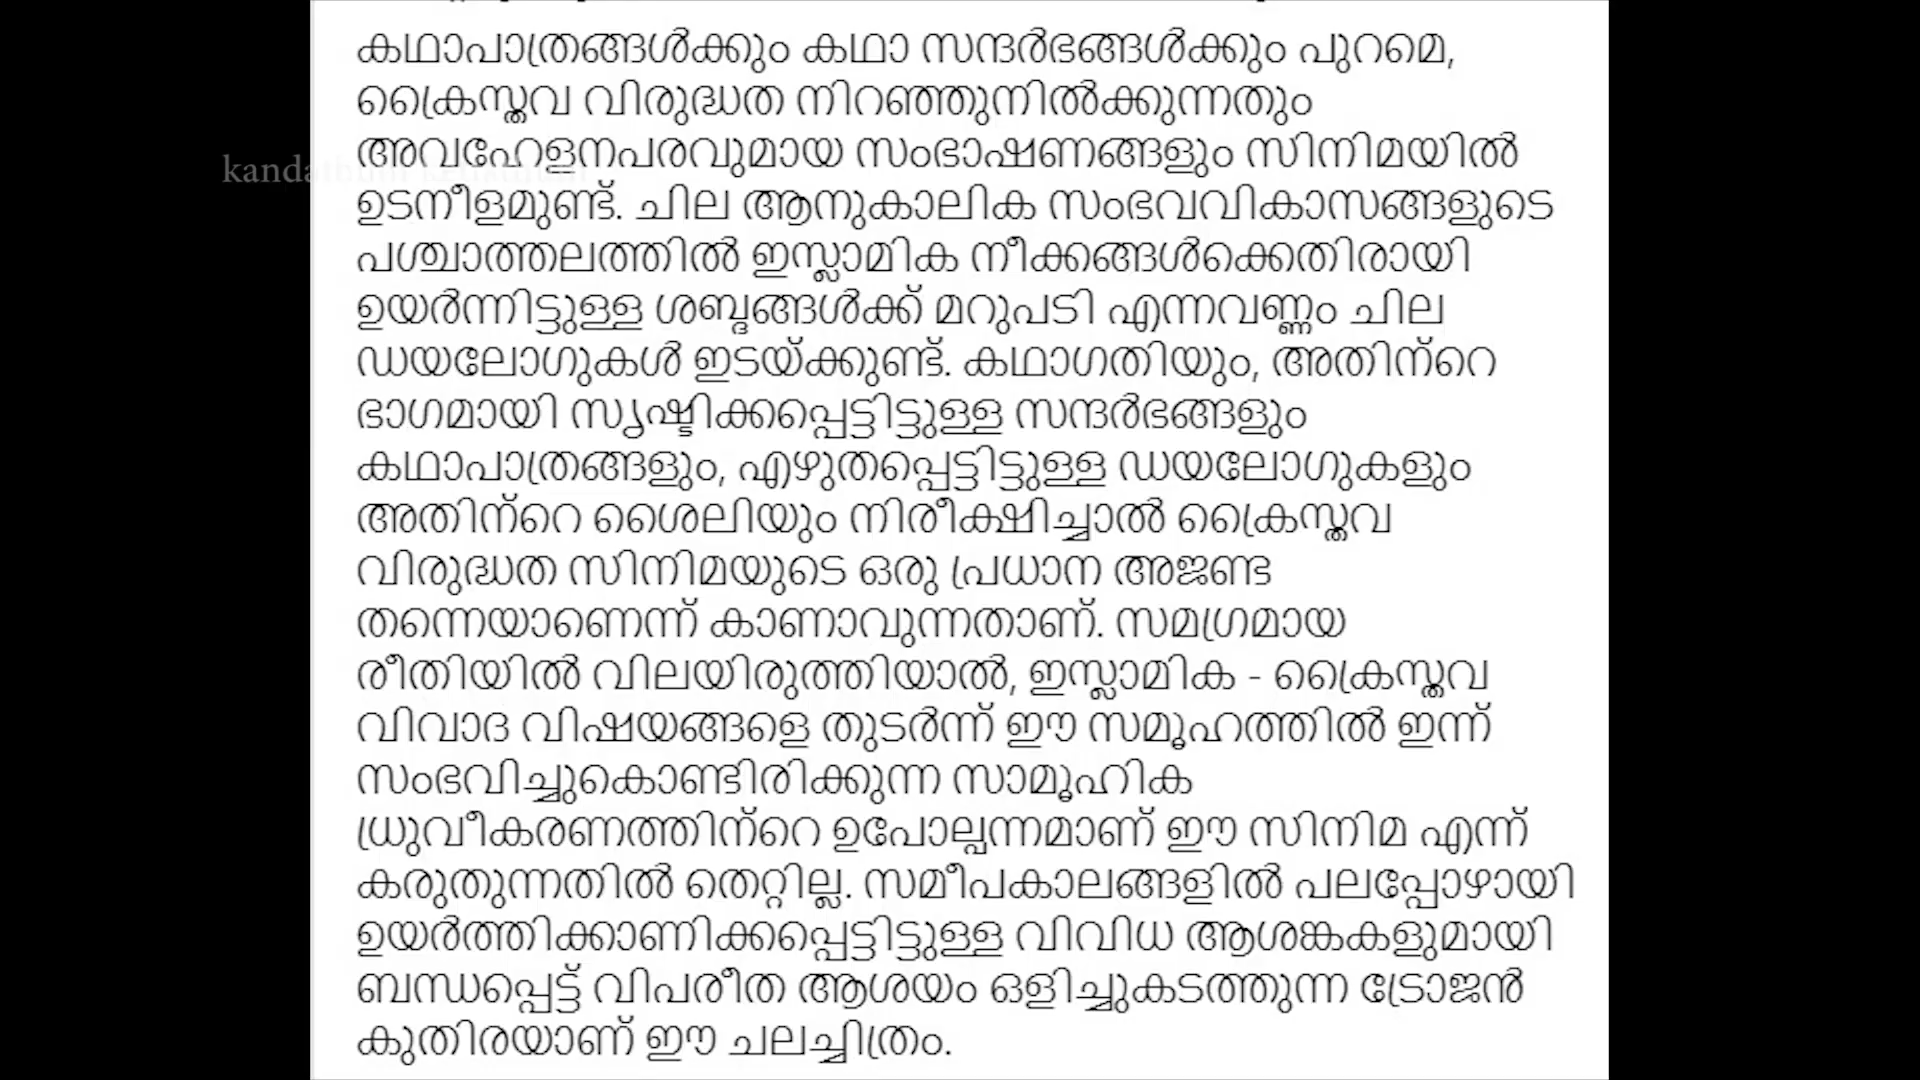 കഥാപാത്രങ്ങൾക്കും കഥാ സന്ദർഭങ്ങൾക്കും പുറമെ,
ക്രൈസ്തവ വിരുദ്ധത നിറഞ്ഞുനിൽക്കുന്നതും
അവഹേളനപരവുമായ സംഭാഷണങ്ങളും സിനിമയിൽ
ഉടനീളമുണ്ട്. ചില ആനുകാലിക സംഭവവികാസങ്ങളുടെ
പശ്ചാത്തലത്തിൽ ഇസ്ലാമിക നീക്കങ്ങൾക്കെതിരായി
ഉയർന്നിട്ടുള്ള ശബ്ദങ്ങൾക്ക് മറുപടി എന്നവണ്ണം ചില
ഡയലോഗുകൾ ഇടയ്ക്കുണ്ട്. കഥാഗതിയും, അതിന്റെ
ഭാഗമായി സൃഷ്ടിക്കപ്പെട്ടിട്ടുള്ള സന്ദർഭങ്ങളും
കഥാപാത്രങ്ങളും, എഴുതപ്പെട്ടിട്ടുള്ള ഡയലോഗുകളും
അതിന്റെ ശൈലിയും നിരീക്ഷിച്ചാൽ ക്രൈസ്തവ
വിരുദ്ധത സിനിമയുടെ ഒരു പ്രധാന അജണ്ട
തന്നെയാണെന്ന് കാണാവുന്നതാണ്. സമഗ്രമായ
രീതിയിൽ വിലയിരുത്തിയാൽ, ഇസ്ലാമിക - ക്രൈസ്തവ
വിവാദ വിഷയങ്ങളെ തുടർന്ന് ഈ സമൂഹത്തിൽ ഇന്ന്
സംഭവിച്ചുകൊണ്ടിരിക്കുന്ന സാമൂഹിക
ധ്രുവീകരണത്തിന്റെ ഉപോല്പന്നമാണ് ഈ സിനിമ എന്ന്
കരുതുന്നതിൽ തെറ്റില്ല. സമീപകാലങ്ങളിൽ പലപ്പോഴായി
ഉയർത്തിക്കാണിക്കപ്പെട്ടിട്ടുള്ള വിവിധ ആശങ്കകളുമായി
ബന്ധപ്പെട്ട് വിപരീത ആശയം ഒളിച്ചുകടത്തുന്ന ട്രോജൻ
കുതിരയാണ് ഈ ചലച്ചിത്രം.